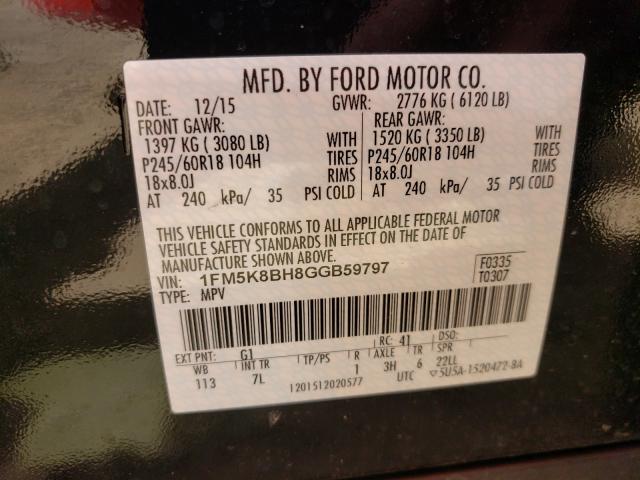 MFD. BY FORD MOTOR CO.
DATE: 12/15 GVWR: 2776 KG ( 6120 LB)
FRONT GAWR: REAR GAWR:
1397 KG ( 3080 LB) WITH 1520 KG ( 3350 LB) WITH
P245/60R18 104H TIRES P245/60R18 104H TIRES
18x8.0J RIMS 18x8.0J RIMS
AT 240 kPa/ 35 PSI COLD AT 240 kPa/ 35 PSI COLD
THIS VEHICLE CONFORMS TO ALL APPLICABLE FEDERAL MOTOR
VEHICLE SAFETY STANDARDS IN EFFECT ON THE DATE OF
MANUFACTURE SHOWN ABOVE.
VIN: 1FM5K8BH8GGB59797 F0335
TYPE: MPV T0307
EXT PNT: G1 RC: 41 DSO:
WB INT TR TP/PS R AXLE TR SPR
113 7L 1 3H 6 22LL
1201512020577 UTC ▽5U5A-1520472-BA